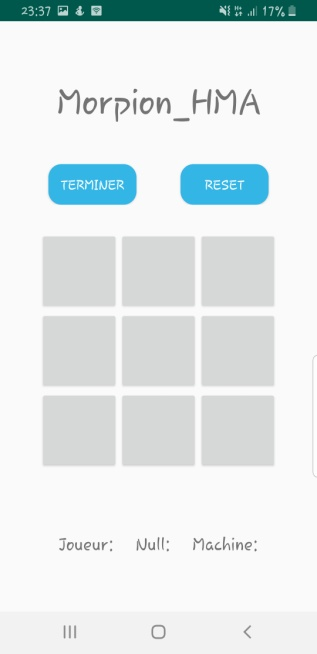 23:37 17%
Morpion_HMA
TERMINER RESET
Joueur: Null: Machine: